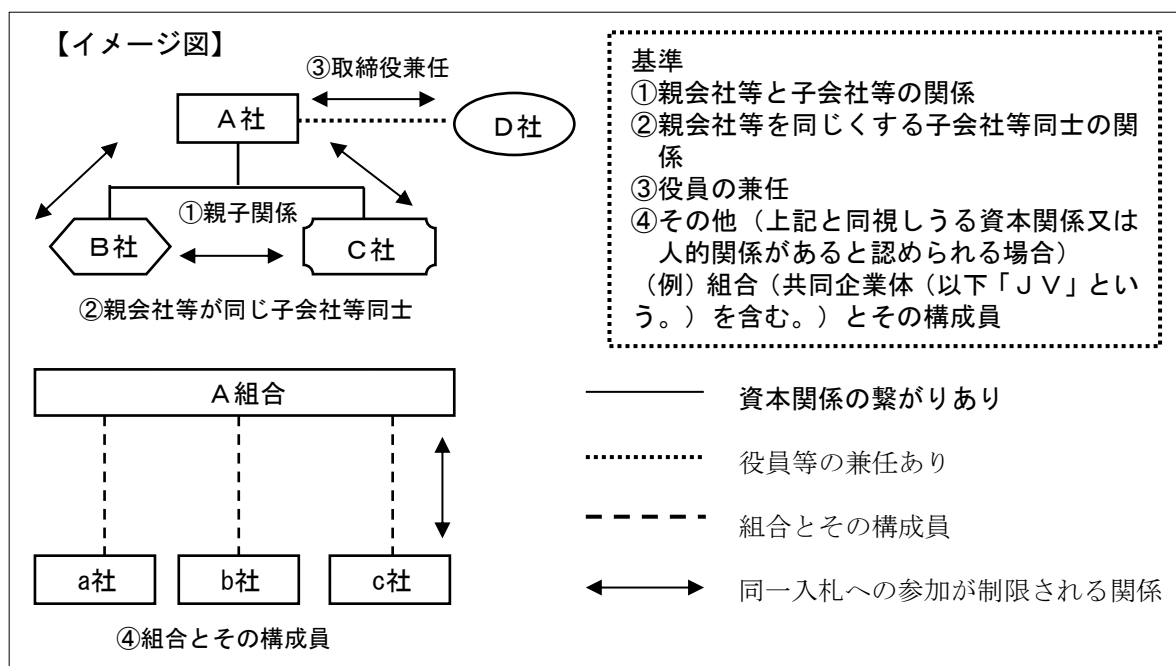 【イメージ図】
③取締役兼任
A社
D社
①親子関係
B社
C社
②親会社等が同じ子会社等同士
基準
①親会社等と子会社等の関係
②親会社等を同じくする子会社等同士の関
係
③役員の兼任
④その他（上記と同視しうる資本関係又は
人的関係があると認められる場合）
（例）組合（共同企業体（以下「ＪＶ」とい
う。）を含む。）とその構成員
A組合
a社
b社
c社
④組合とその構成員
資本関係の繋がりあり
役員等の兼任あり
組合とその構成員
同一入札への参加が制限される関係